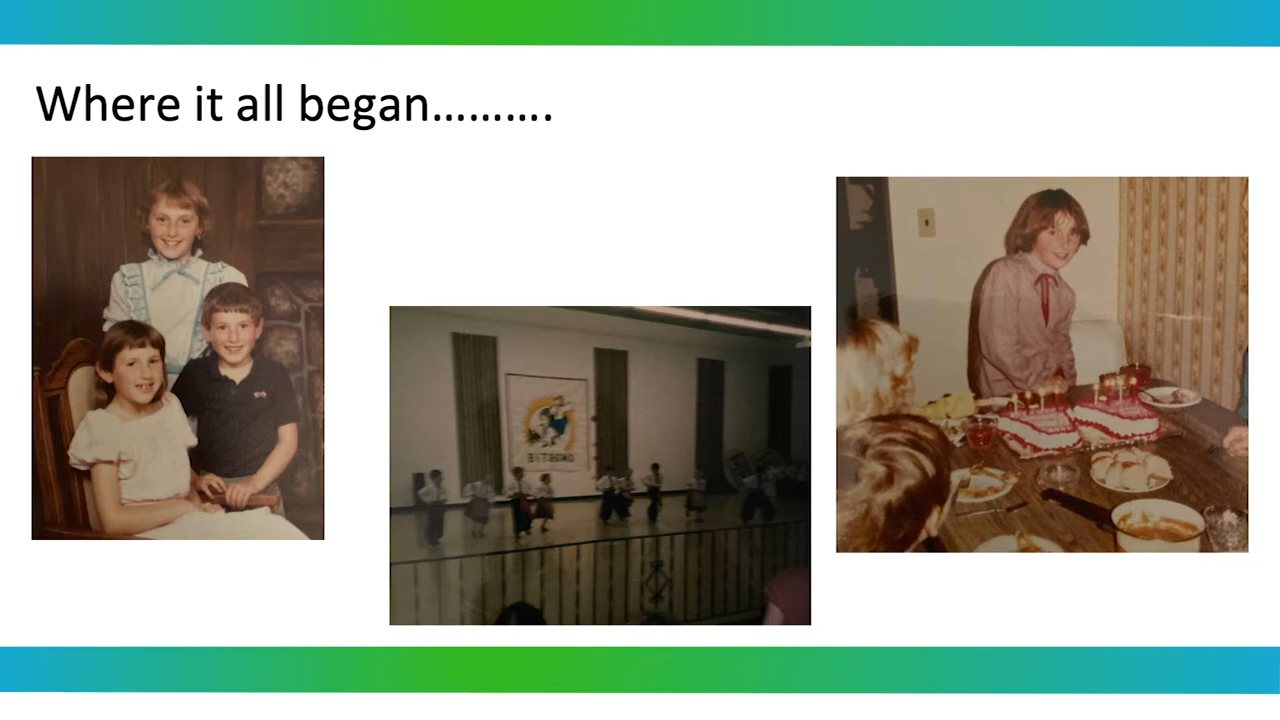 Where it all began……….